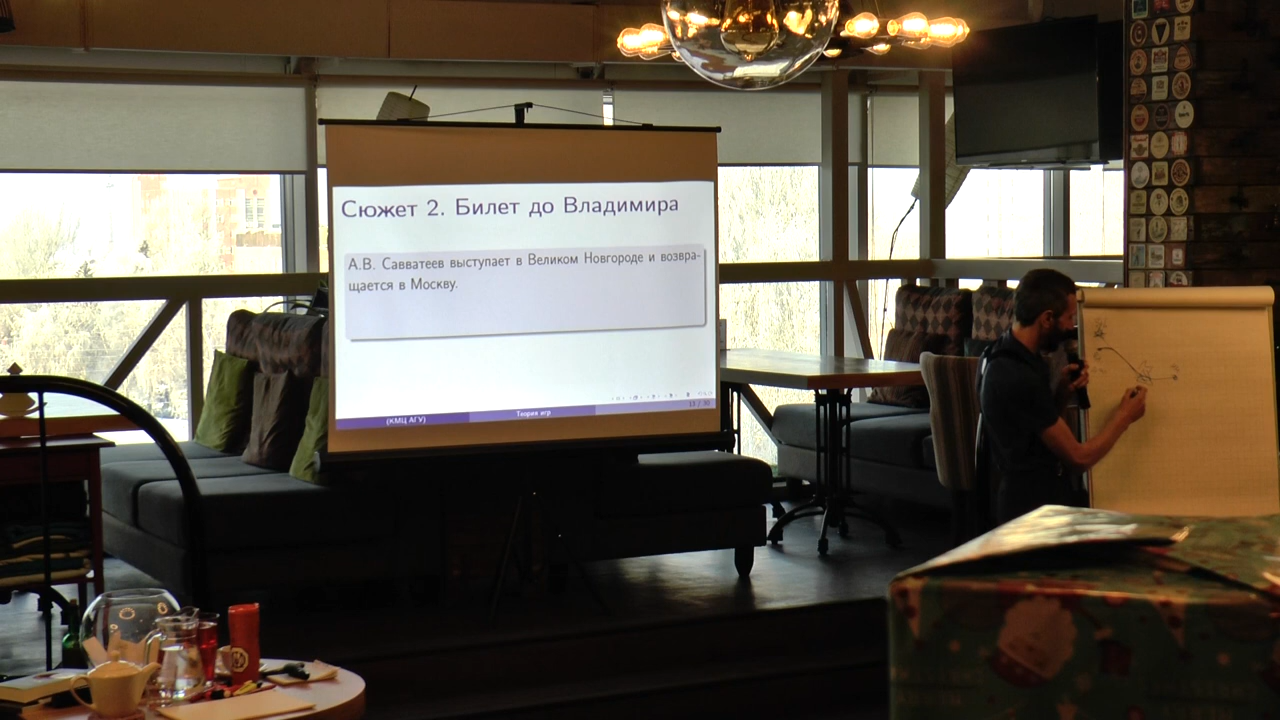 Сюжет 2. Билет до Владимира
А.В. Савватеев выступает в Великом Новгороде и возвра-
щается в Москву.
(КМЦ АГУ)
Теория игр